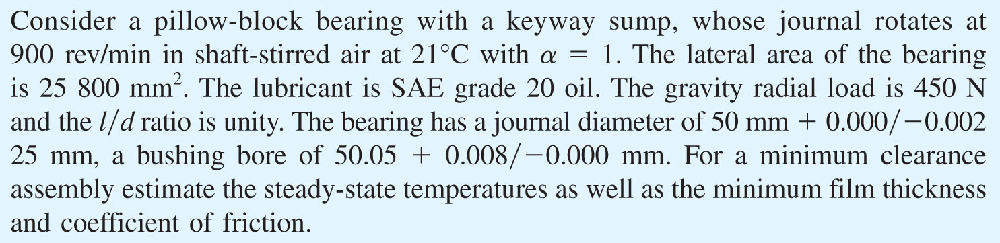 Consider a pillow-block bearing with a keyway sump, whose journal rotates at
900 rev/min in shaft-stirred air at 21°C with α = 1. The lateral area of the bearing
is 25 800 mm². The lubricant is SAE grade 20 oil. The gravity radial load is 450 N
and the l/d ratio is unity. The bearing has a journal diameter of 50 mm + 0.000/−0.002
25 mm, a bushing bore of 50.05 + 0.008/−0.000 mm. For a minimum clearance
assembly estimate the steady-state temperatures as well as the minimum film thickness
and coefficient of friction.